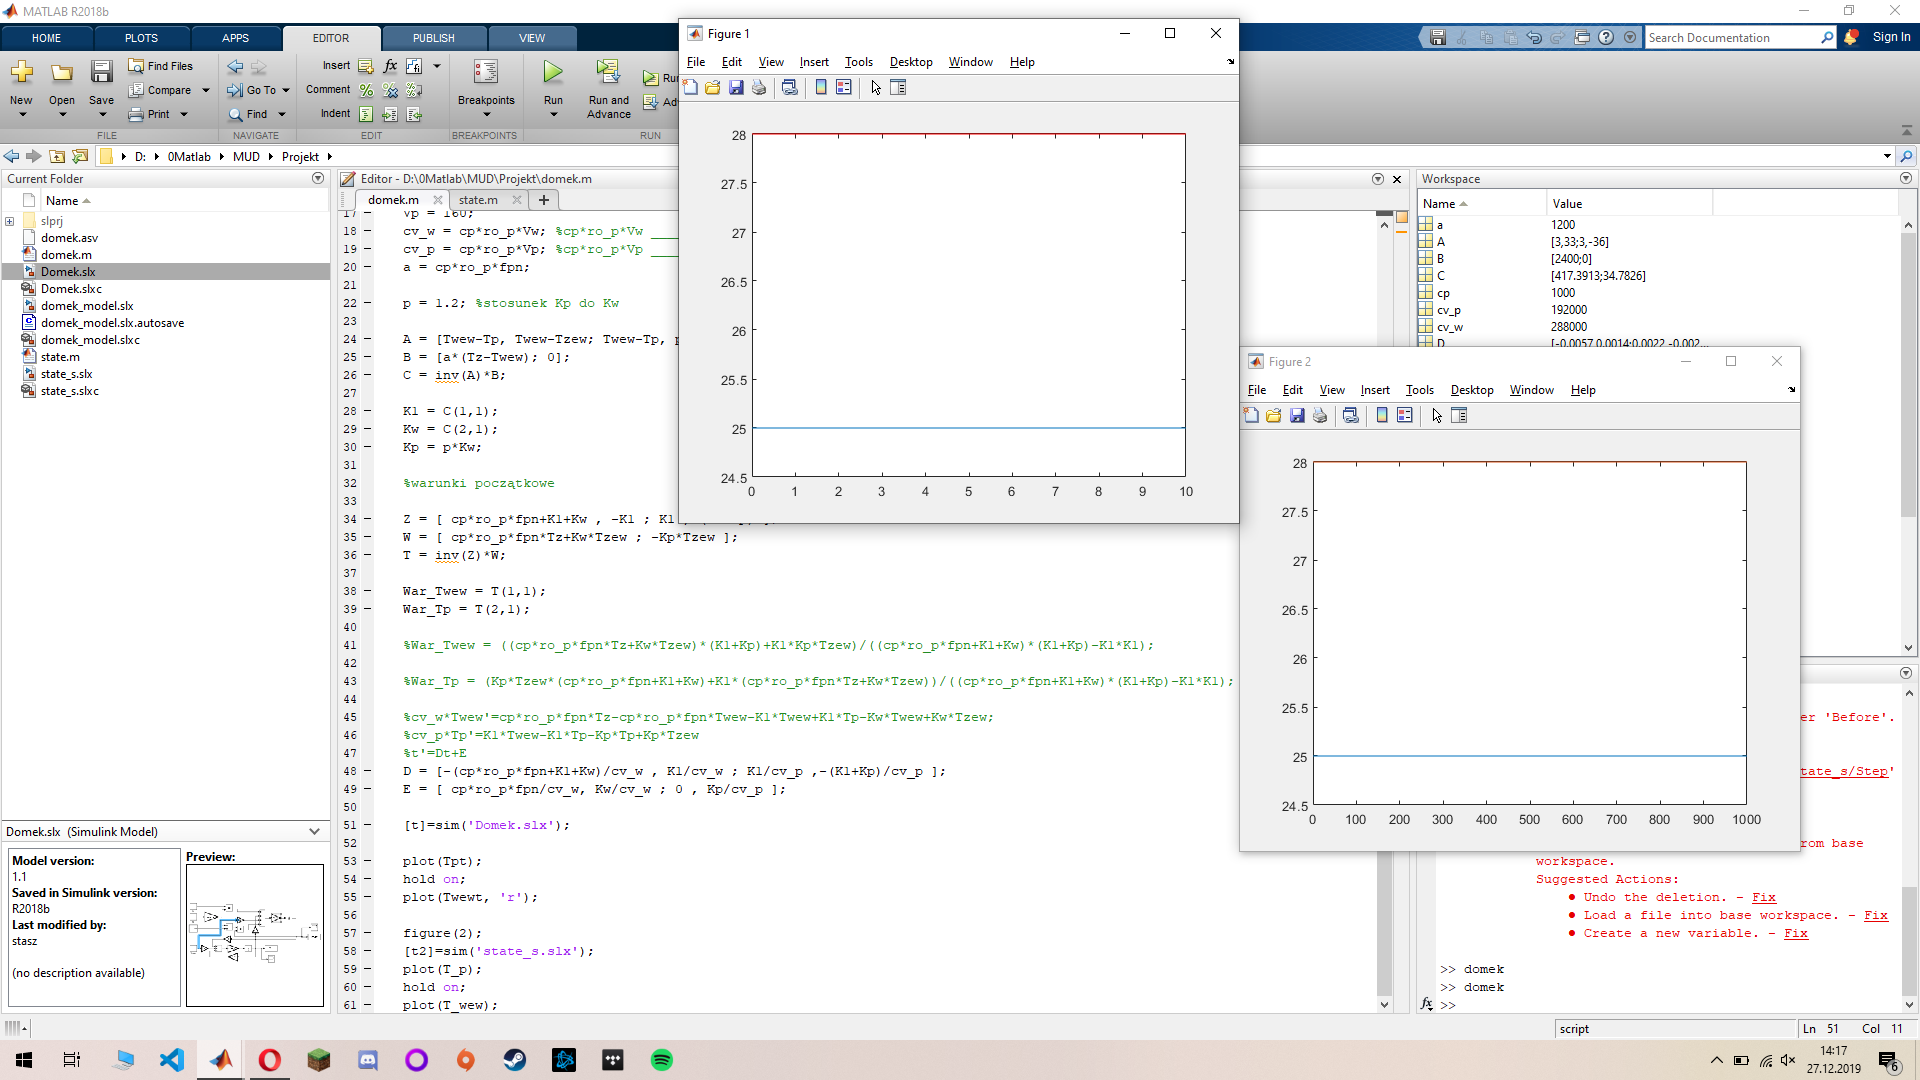 MATLAB R2018b
HOME PLOTS APPS EDITOR PUBLISH VIEW
Search Documentation
Sign In
New Open Save
Find Files
Compare
Print
Go To
Find
Insert
Comment
Indent
Breakpoints
Run
Run and
Advance
FILE NAVIGATE EDIT BREAKPOINTS RUN
D: 0Matlab MUD Projekt
Current Folder
Name
slprj
domek.asv
domek.m
Domek.slx
Domek.slxc
domek_model.slx
domek_model.slx.autosave
domek_model.slxc
state.m
state_s.slx
state_s.slxc
Domek.slx (Simulink Model)
Model version:
1.1
Saved in Simulink version:
R2018b
Last modified by:
stasz
(no description available)
Preview:
Editor - D:\0Matlab\MUD\Projekt\domek.m
domek.m state.m
17 Vp = 160;
18 cv_w = cp*ro_p*Vw; %cp*ro_p*Vw
19 cv_p = cp*ro_p*Vp; %cp*ro_p*Vp
20 a = cp*ro_p*fpn;
21
22 p = 1.2; %stosunek Kp do Kw
23
24 A = [Twew-Tp, Twew-Tzew; Twew-Tp,
25 B = [a*(Tz-Twew); 0];
26 C = inv(A)*B;
27
28 K1 = C(1,1);
29 Kw = C(2,1);
30 Kp = p*Kw;
31
32 %warunki początkowe
33
34 Z = [ cp*ro_p*fpn+K1+Kw , -K1 ; K1
35 W = [ cp*ro_p*fpn*Tz+Kw*Tzew ; -Kp*Tzew ];
36 T = inv(Z)*W;
37
38 War_Twew = T(1,1);
39 War_Tp = T(2,1);
40
41 %War_Twew = ((cp*ro_p*fpn*Tz+Kw*Tzew)*(K1+Kp)+K1*Kp*Tzew)/((cp*ro_p*fpn+K1+Kw)*(K1+Kp)-K1*K1);
42
43 %War_Tp = (Kp*Tzew*(cp*ro_p*fpn+K1+Kw)+K1*(cp*ro_p*fpn*Tz+Kw*Tzew))/((cp*ro_p*fpn+K1+Kw)*(K1+Kp)-K1*K1);
44
45 %cv_w*Twew'=cp*ro_p*fpn*Tz-cp*ro_p*fpn*Twew-K1*Twew+K1*Tp-Kw*Twew+Kw*Tzew;
46 %cv_p*Tp'=K1*Twew-K1*Tp-Kp*Tp+Kp*Tzew
47 %t'=Dt+E
48 D = [-(cp*ro_p*fpn+K1+Kw)/cv_w , K1/cv_w ; K1/cv_p ,-(K1+Kp)/cv_p ];
49 E = [ cp*ro_p*fpn/cv_w, Kw/cv_w ; 0 , Kp/cv_p ];
50
51 [t]=sim('Domek.slx');
52
53 plot(Tpt);
54 hold on;
55 plot(Twewt, 'r');
56
57 figure(2);
58 [t2]=sim('state_s.slx');
59 plot(T_p);
60 hold on;
61 plot(T_wew);
Figure 1
File Edit View Insert Tools Desktop Window Help
28
27.5
27
26.5
26
25.5
25
24.5
0 1 2 3 4 5 6 7 8 9 10
Workspace
Name Value
a 1200
A [3,33;3,-36]
B [2400;0]
C [417.3913;34.7826]
cp 1000
cv_p 192000
cv_w 288000
D [-0.0057 0.0014;0.0022 -0.002...
Figure 2
File Edit View Insert Tools Desktop Window Help
28
27.5
27
26.5
26
25.5
25
24.5
0 100 200 300 400 500 600 700 800 900 1000
er 'Before'.
tate_s/Step'
rom base
workspace.
Suggested Actions:
• Undo the deletion. - Fix
• Load a file into base workspace. - Fix
• Create a new variable. - Fix
>> domek
>> domek
fx >>
script
Ln 51 Col 11
14:17
27.12.2019
6